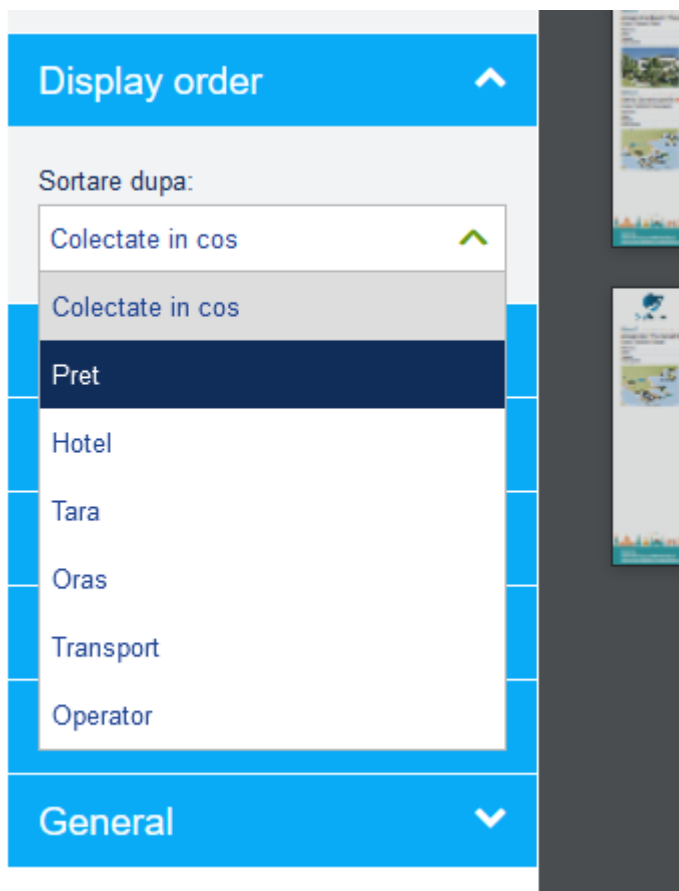 Display order
Sortare dupa:
Colectate in cos
Colectate in cos
Pret
Hotel
Tara
Oras
Transport
Operator
General